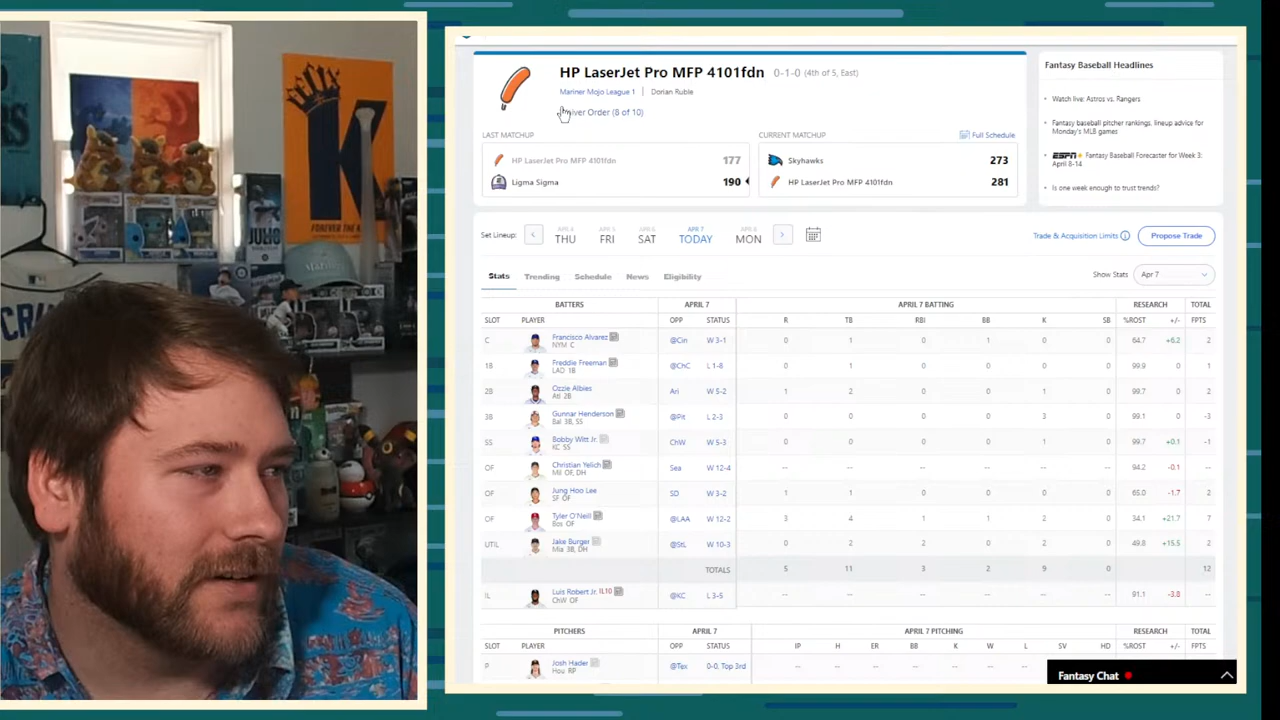 HP LaserJet Pro MFP 4101fdn 0-1-0 (4th of 5, East)
Mariner Mojo League 1 | Dorian Ruble
Waiver Order (8 of 10)
LAST MATCHUP
HP LaserJet Pro MFP 4101fdn 177
Ligma Sigma 190
CURRENT MATCHUP Full Schedule
Skyhawks 273
HP LaserJet Pro MFP 4101fdn 281
Fantasy Baseball Headlines
Watch live: Astros vs. Rangers
Fantasy baseball pitcher rankings, lineup advice for
Monday's MLB games
ESPN+ Fantasy Baseball Forecaster for Week 3:
April 8-14
Is one week enough to trust trends?
Set Lineup: APR 4 THU APR 5 FRI APR 6 SAT APR 7 TODAY APR 8 MON
Trade & Acquisition Limits Propose Trade
Stats Trending Schedule News Eligibility
Show Stats Apr 7
BATTERS APRIL 7 APRIL 7 BATTING RESEARCH TOTAL
SLOT PLAYER OPP STATUS R TB RBI BB K SB %ROST +/- FPTS
C Francisco Alvarez NYM C @Cin W 3-1 0 1 0 1 0 0 64.7 +6.2 2
1B Freddie Freeman LAD 1B @ChC L 1-8 0 1 0 0 0 0 99.9 0 1
2B Ozzie Albies Atl 2B Ari W 5-2 1 2 0 0 1 0 99.7 0 2
3B Gunnar Henderson Bal 3B, SS @Pit L 2-3 0 0 0 0 3 0 99.1 0 -3
SS Bobby Witt Jr. KC SS ChW W 5-3 0 0 0 0 1 0 99.7 +0.1 -1
OF Christian Yelich Mil OF, DH Sea W 12-4 -- -- -- -- -- -- 94.2 -0.1 --
OF Jung Hoo Lee SF OF SD W 3-2 1 1 0 0 0 0 65.0 -1.7 2
OF Tyler O'Neill Bos OF @LAA W 12-2 3 4 1 1 2 0 34.1 +21.7 7
UTIL Jake Burger Mia 3B, DH @StL W 10-3 0 2 2 0 2 0 49.8 +15.5 2
TOTALS 5 11 3 2 9 0 12
IL Luis Robert Jr. IL10 ChW OF @KC L 3-5 -- -- -- -- -- -- 91.1 -3.8 --
PITCHERS APRIL 7 APRIL 7 PITCHING RESEARCH TOTAL
SLOT PLAYER OPP STATUS IP H ER BB K W L SV HD %ROST +/- FPTS
P Josh Hader Hou RP @Tex 0-0, Top 3rd -- -- -- -- -- --
Fantasy Chat
JULIO
FOREVER THE